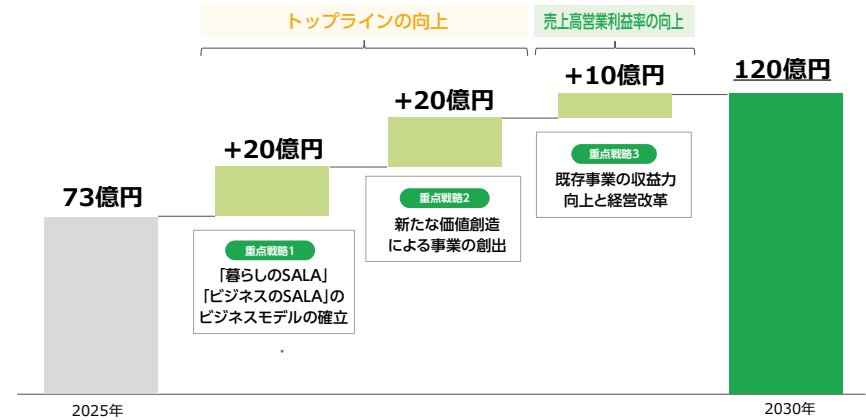 トップラインの向上
売上高営業利益率の向上
73億円
+20億円
+20億円
+10億円
120億円
重点戦略1
「暮らしのSALA」
「ビジネスのSALA」の
ビジネスモデルの確立
重点戦略2
新たな価値創造
による事業の創出
重点戦略3
既存事業の収益力
向上と経営改革
2025年
2030年